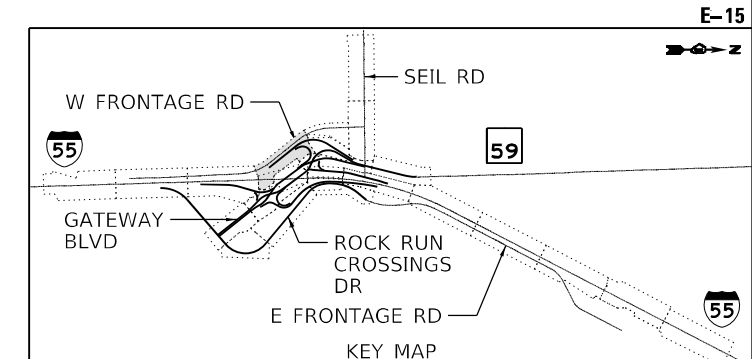 E-15
Z
SEIL RD
W FRONTAGE RD
55
59
GATEWAY
BLVD
ROCK RUN
CROSSINGS
DR
E FRONTAGE RD
55
KEY MAP